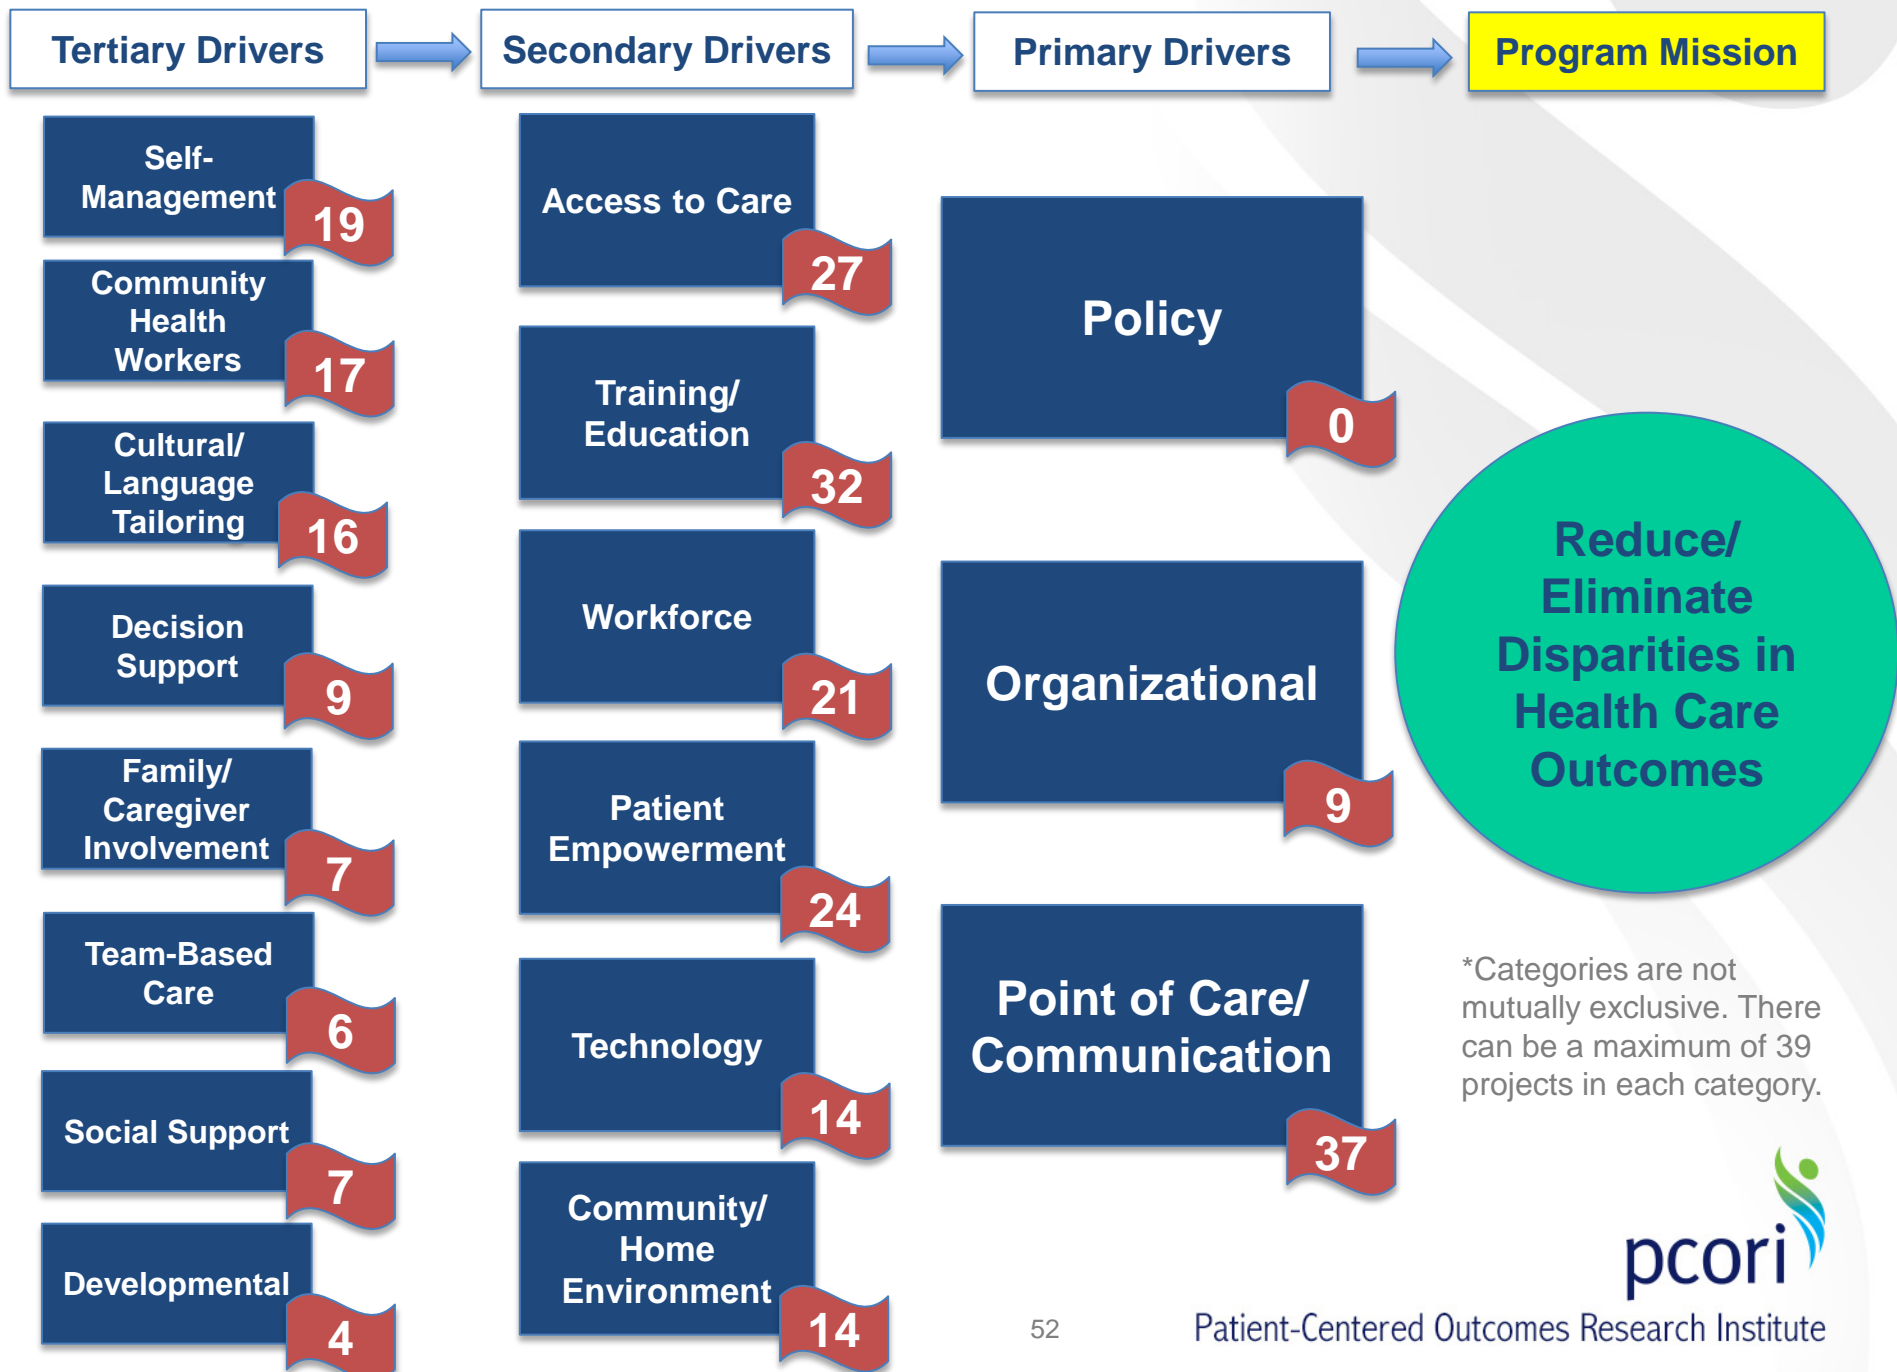 Tertiary Drivers
Secondary Drivers
Primary Drivers
Program Mission
Self-
Management
19
Community
Health
Workers
17
Cultural/
Language
Tailoring
16
Decision
Support
9
Family/
Caregiver
Involvement
7
Team-Based
Care
6
Social Support
7
Developmental
4
Access to Care
27
Training/
Education
32
Workforce
21
Patient
Empowerment
24
Technology
14
Community/
Home
Environment
14
Policy
0
Organizational
9
Point of Care/
Communication
37
Reduce/
Eliminate
Disparities in
Health Care
Outcomes
*Categories are not
mutually exclusive. There
can be a maximum of 39
projects in each category.
52
pcori
Patient-Centered Outcomes Research Institute